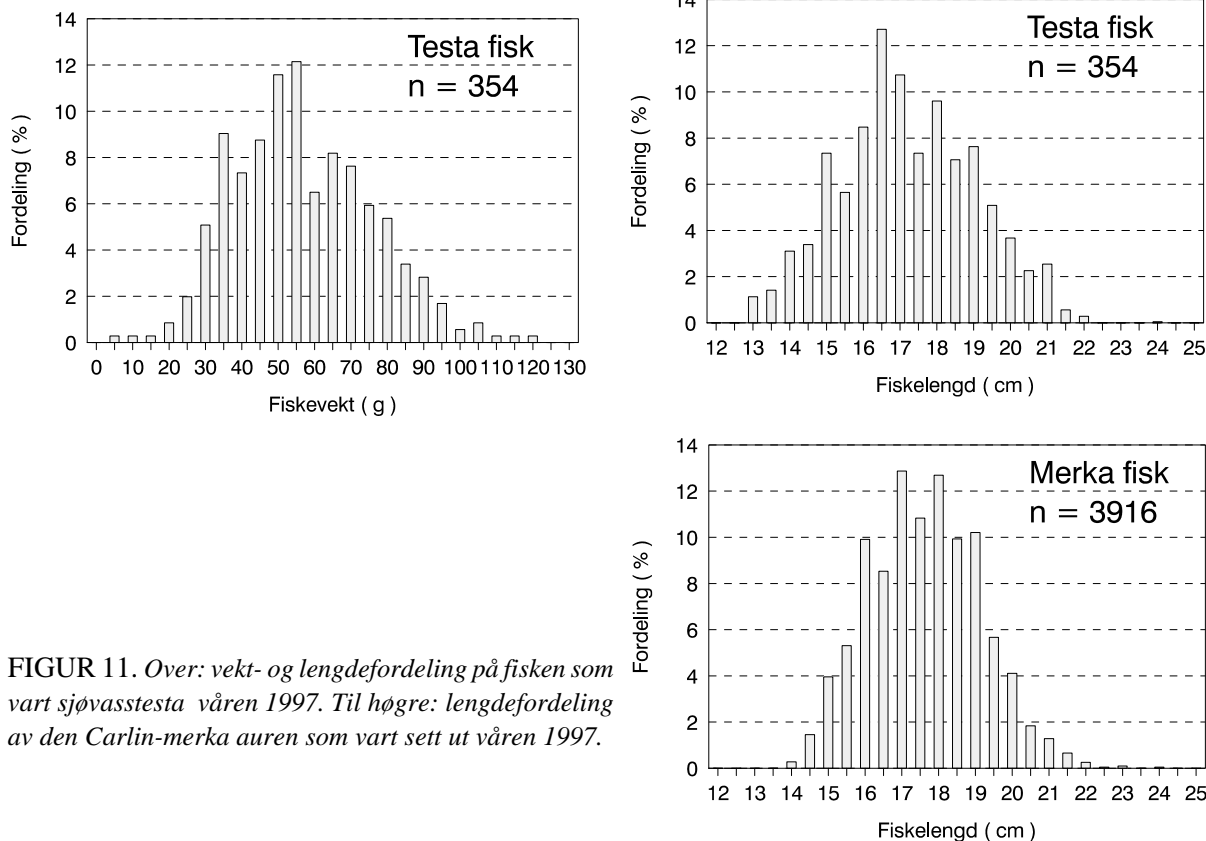 14
12
10
8
6
4
2
0
Fordeling ( % )
Testa fisk
n = 354
0 10 20 30 40 50 60 70 80 90 100 110 120 130
Fiskevekt ( g )
14
12
10
8
6
4
2
0
Fordeling ( % )
Testa fisk
n = 354
12 13 14 15 16 17 18 19 20 21 22 23 24 25
Fiskelengd ( cm )
14
12
10
8
6
4
2
0
Fordeling ( % )
Merka fisk
n = 3916
12 13 14 15 16 17 18 19 20 21 22 23 24 25
Fiskelengd ( cm )
FIGUR 11. Over: vekt- og lengdefordeling på fisken som
vart sjøvasstesta våren 1997. Til høgre: lengdefordeling
av den Carlin-merka auren som vart sett ut våren 1997.